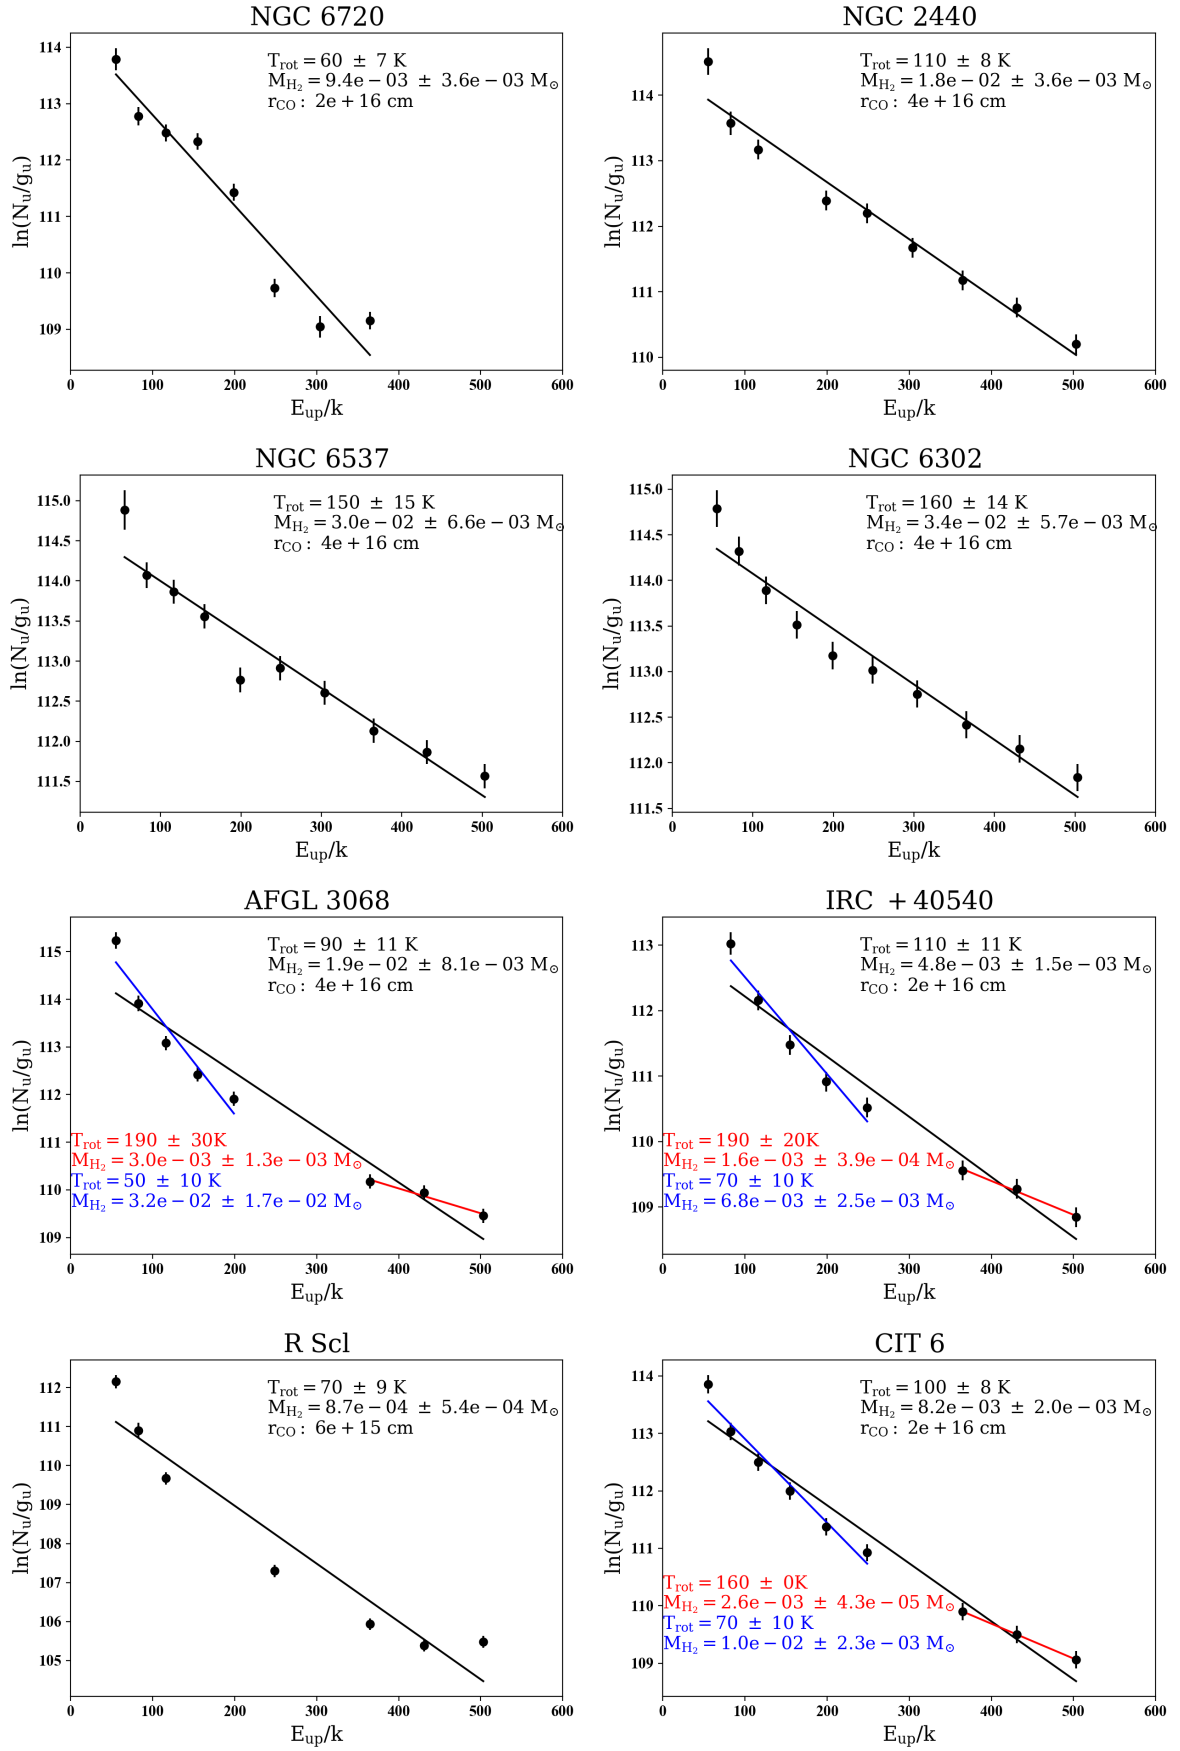 NGC 6720
T_rot = 60 ± 7 K
M_H₂ = 9.4e − 03 ± 3.6e − 03 M_⊙
r_CO : 2e + 16 cm
114
113
112
111
110
109
ln(N_u/g_u)
0 100 200 300 400 500 600
E_up/k
NGC 2440
T_rot = 110 ± 8 K
M_H₂ = 1.8e − 02 ± 3.6e − 03 M_⊙
r_CO : 4e + 16 cm
114
113
112
111
110
ln(N_u/g_u)
0 100 200 300 400 500 600
E_up/k
NGC 6537
T_rot = 150 ± 15 K
M_H₂ = 3.0e − 02 ± 6.6e − 03 M_⊙
r_CO : 4e + 16 cm
115.0
114.5
114.0
113.5
113.0
112.5
112.0
111.5
ln(N_u/g_u)
0 100 200 300 400 500 600
E_up/k
NGC 6302
T_rot = 160 ± 14 K
M_H₂ = 3.4e − 02 ± 5.7e − 03 M_⊙
r_CO : 4e + 16 cm
115.0
114.5
114.0
113.5
113.0
112.5
112.0
111.5
ln(N_u/g_u)
0 100 200 300 400 500 600
E_up/k
AFGL 3068
T_rot = 90 ± 11 K
M_H₂ = 1.9e − 02 ± 8.1e − 03 M_⊙
r_CO : 4e + 16 cm
T_rot = 190 ± 30K
M_H₂ = 3.0e − 03 ± 1.3e − 03 M_⊙
T_rot = 50 ± 10 K
M_H₂ = 3.2e − 02 ± 1.7e − 02 M_⊙
115
114
113
112
111
110
109
ln(N_u/g_u)
0 100 200 300 400 500 600
E_up/k
IRC + 40540
T_rot = 110 ± 11 K
M_H₂ = 4.8e − 03 ± 1.5e − 03 M_⊙
r_CO : 2e + 16 cm
T_rot = 190 ± 20K
M_H₂ = 1.6e − 03 ± 3.9e − 04 M_⊙
T_rot = 70 ± 10 K
M_H₂ = 6.8e − 03 ± 2.5e − 03 M_⊙
113
112
111
110
109
ln(N_u/g_u)
0 100 200 300 400 500 600
E_up/k
R Scl
T_rot = 70 ± 9 K
M_H₂ = 8.7e − 04 ± 5.4e − 04 M_⊙
r_CO : 6e + 15 cm
112
111
110
109
108
107
106
105
ln(N_u/g_u)
0 100 200 300 400 500 600
E_up/k
CIT 6
T_rot = 100 ± 8 K
M_H₂ = 8.2e − 03 ± 2.0e − 03 M_⊙
r_CO : 2e + 16 cm
T_rot = 160 ± 0K
M_H₂ = 2.6e − 03 ± 4.3e − 05 M_⊙
T_rot = 70 ± 10 K
M_H₂ = 1.0e − 02 ± 2.3e − 03 M_⊙
114
113
112
111
110
109
ln(N_u/g_u)
0 100 200 300 400 500 600
E_up/k